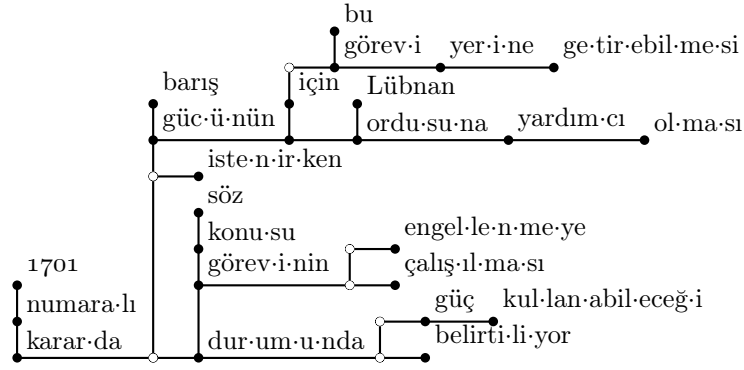 bu
görev·i yer·i·ne ge·tir·ebil·me·si
barış için Lübnan
güc·ü·nün ordu·su·na yardım·cı ol·ma·sı
iste·n·ir·ken
söz
konu·su engel·le·n·me·ye
görev·i·nin çalış·ıl·ma·sı
1701
numara·lı güç kul·lan·abil·eceğ·i
karar·da dur·um·u·nda belirti·li·yor